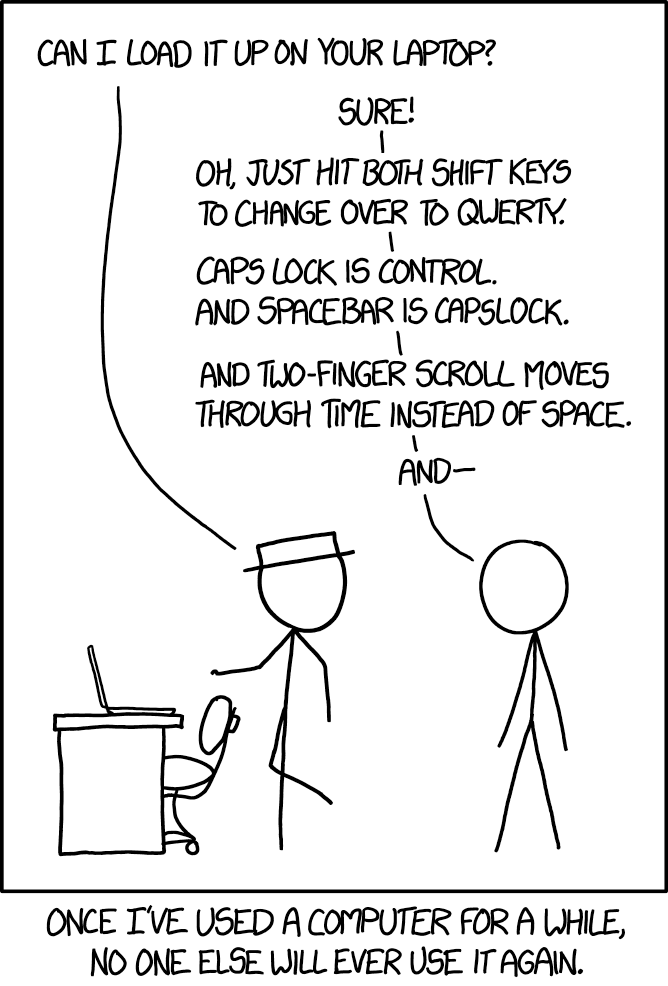 CAN I LOAD IT UP ON YOUR LAPTOP?
SURE!
OH, JUST HIT BOTH SHIFT KEYS
TO CHANGE OVER TO QWERTY.
CAPS LOCK IS CONTROL.
AND SPACEBAR IS CAPSLOCK.
AND TWO-FINGER SCROLL MOVES
THROUGH TIME INSTEAD OF SPACE.
AND—
ONCE I'VE USED A COMPUTER FOR A WHILE,
NO ONE ELSE WILL EVER USE IT AGAIN.